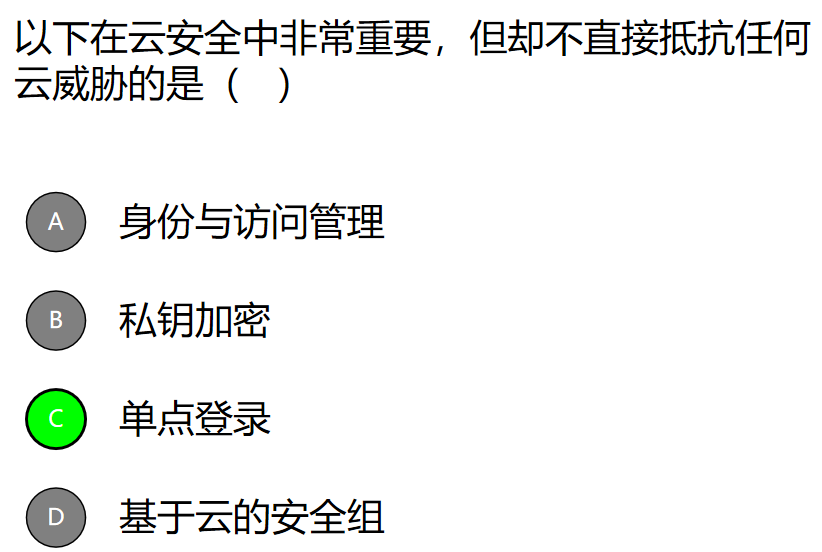 以下在云安全中非常重要，但却不直接抵抗任何
云威胁的是（ ）
A 身份与访问管理
B 私钥加密
C 单点登录
D 基于云的安全组